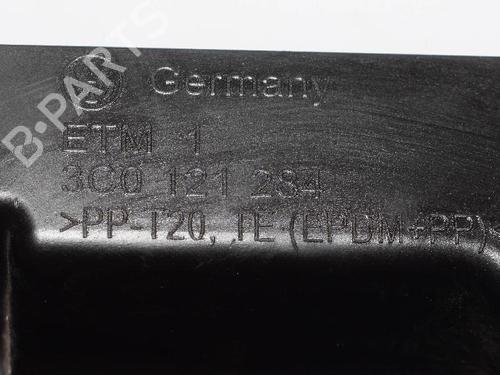 B-PARTS
Germany
ETM 1
3C0 121 284
>PP-T20, TE (EPDM+PP)<